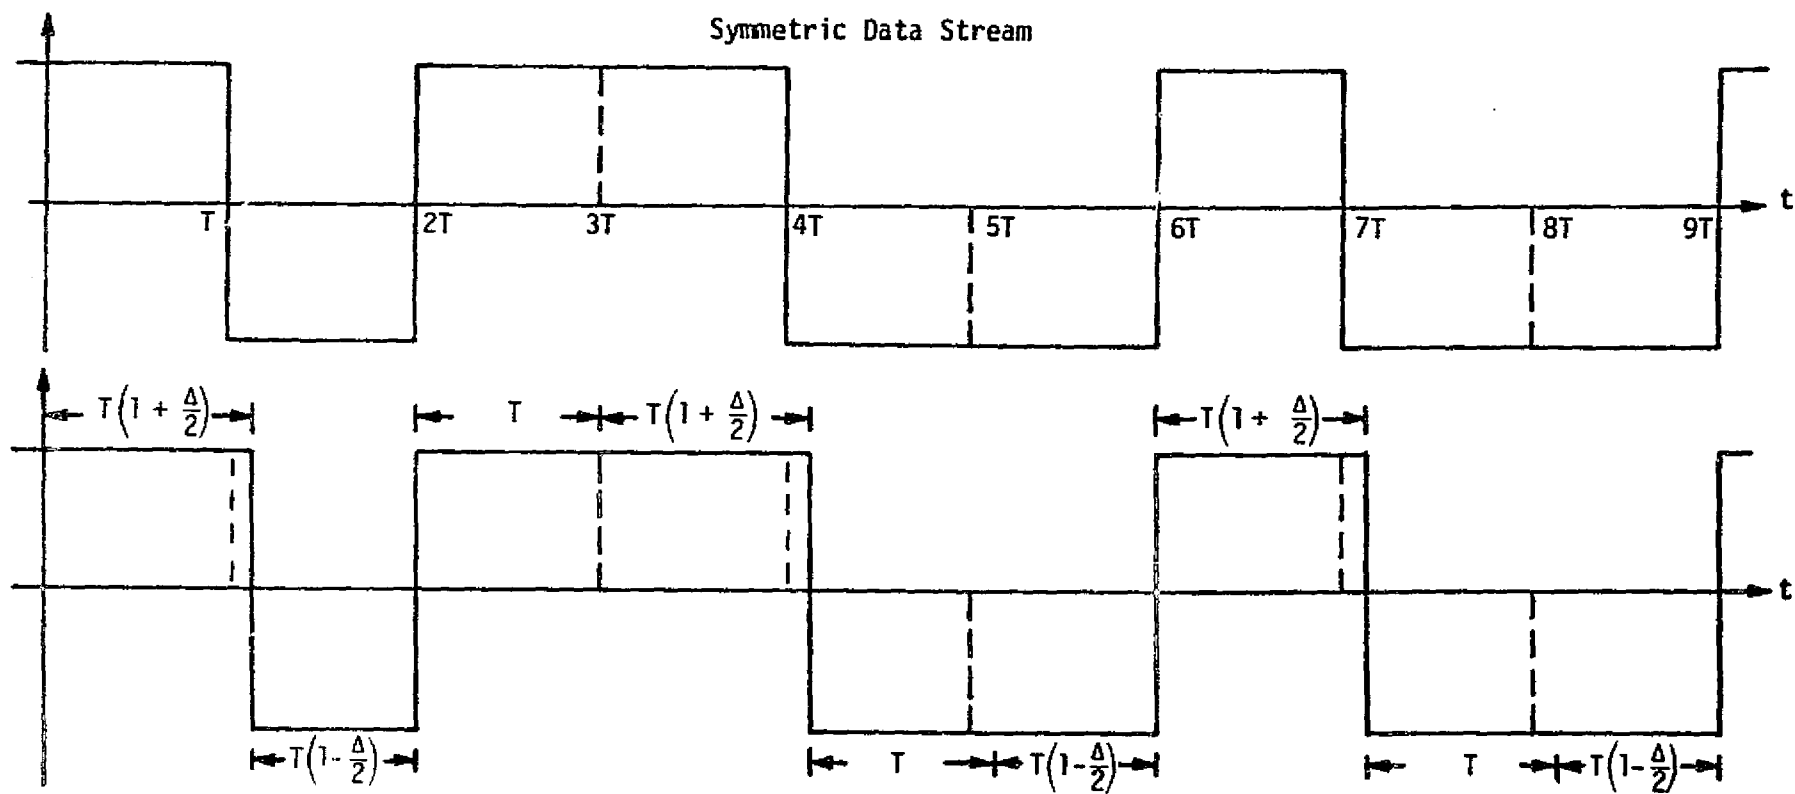 Symmetric Data Stream
t
T 2T 3T 4T 5T 6T 7T 8T 9T
T(1 + Δ/2) T T(1 + Δ/2) T(1 + Δ/2)
t
T(1-Δ/2) T T(1-Δ/2) T T(1-Δ/2)